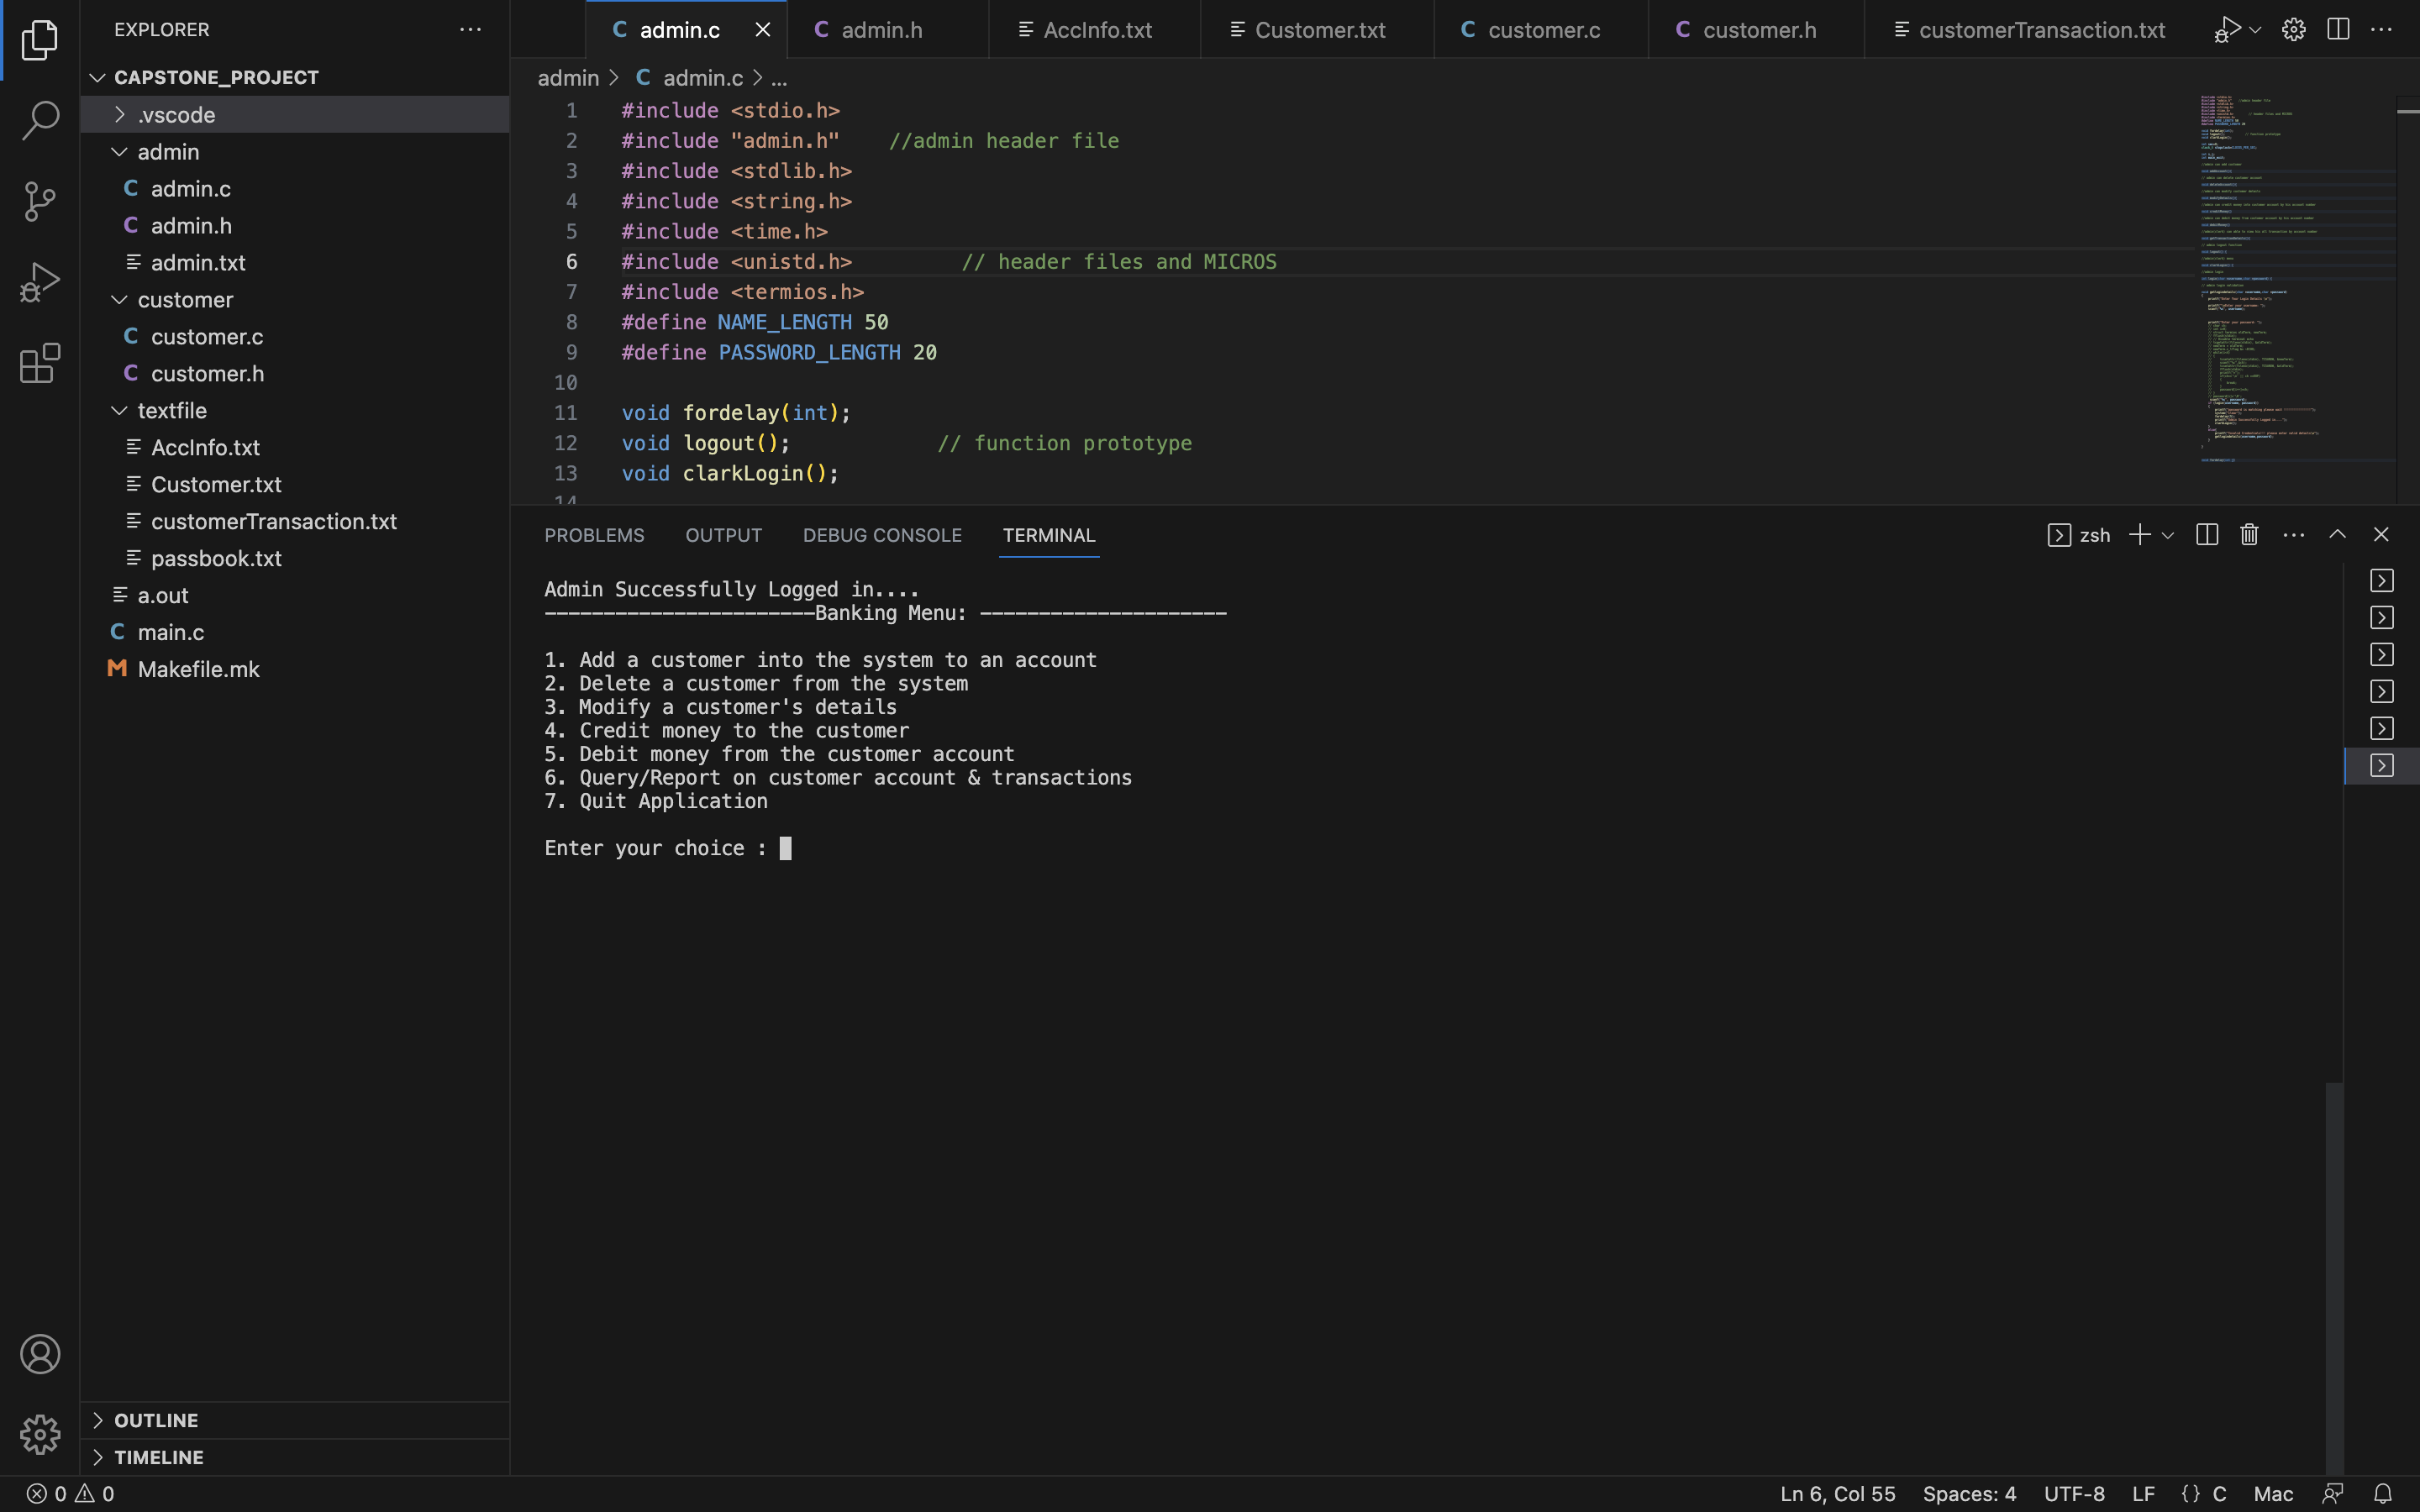 EXPLORER
CAPSTONE_PROJECT
.vscode
admin
C admin.c
C admin.h
admin.txt
customer
C customer.c
C customer.h
textfile
AccInfo.txt
Customer.txt
customerTransaction.txt
passbook.txt
a.out
C main.c
M Makefile.mk
OUTLINE
TIMELINE
C admin.c
C admin.h
AccInfo.txt
Customer.txt
C customer.c
C customer.h
customerTransaction.txt
admin > C admin.c > ...
1 #include <stdio.h>
2 #include "admin.h" //admin header file
3 #include <stdlib.h>
4 #include <string.h>
5 #include <time.h>
6 #include <unistd.h> // header files and MICROS
7 #include <termios.h>
8 #define NAME_LENGTH 50
9 #define PASSWORD_LENGTH 20
10
11 void fordelay(int);
12 void logout(); // function prototype
13 void clarkLogin();
14
PROBLEMS OUTPUT DEBUG CONSOLE TERMINAL
zsh
Admin Successfully Logged in....
-----------------------Banking Menu: ---------------------
1. Add a customer into the system to an account
2. Delete a customer from the system
3. Modify a customer's details
4. Credit money to the customer
5. Debit money from the customer account
6. Query/Report on customer account & transactions
7. Quit Application
Enter your choice :
0 0
Ln 6, Col 55 Spaces: 4 UTF-8 LF {} C Mac